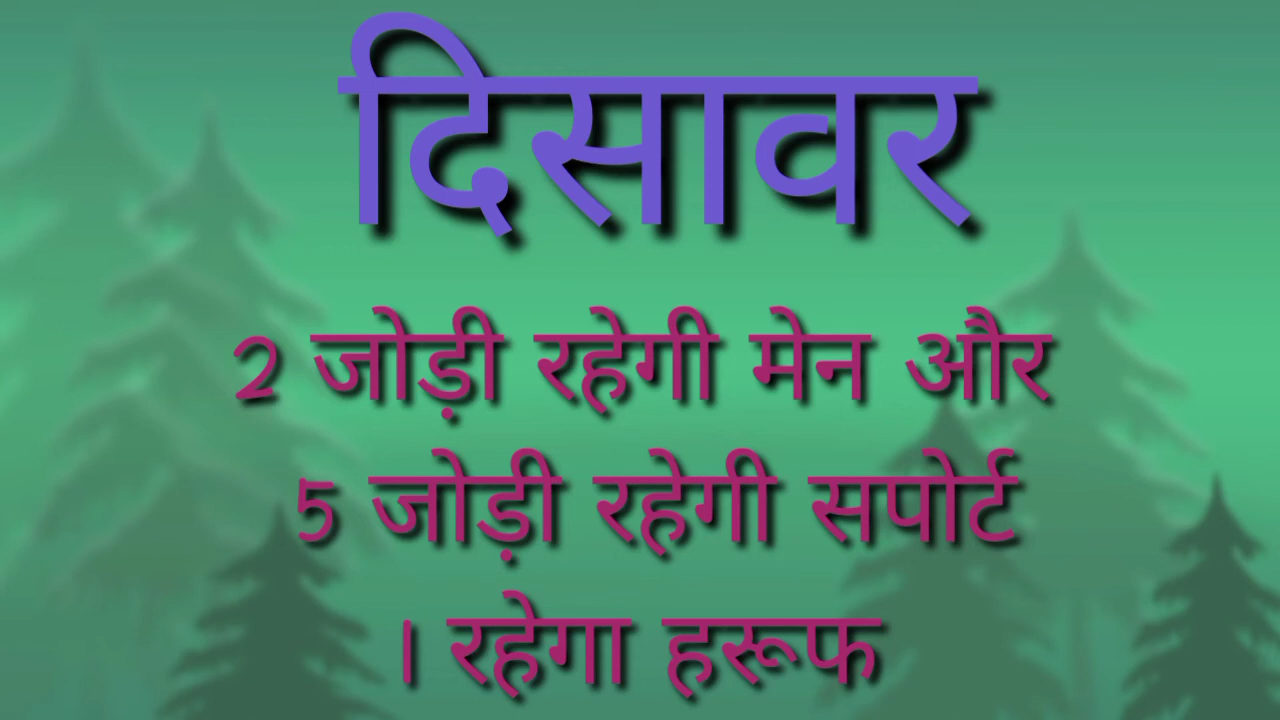 दिसावर
2 जोड़ी रहेगी मेन और
5 जोड़ी रहेगी सपोर्ट
। रहेगा हरूफ